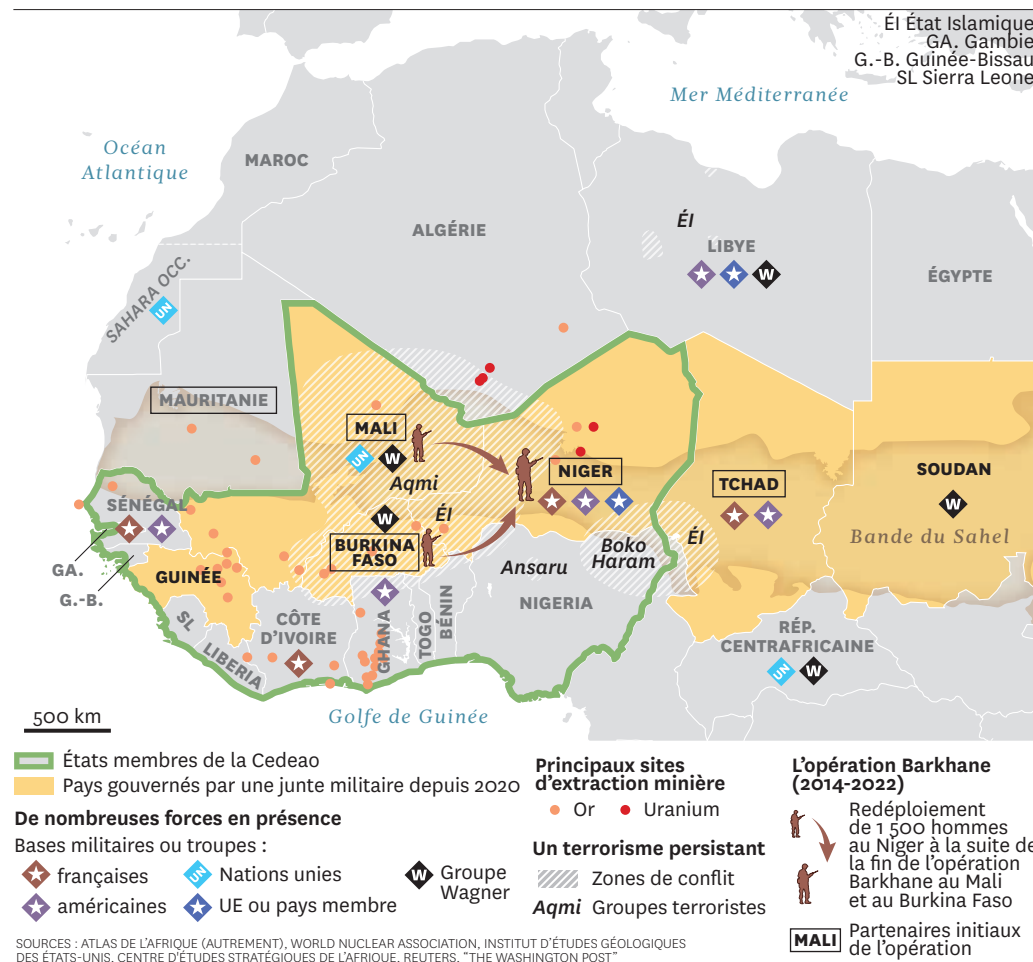 ÉI État Islamique
GA. Gambie
G.-B. Guinée-Bissau
SL Sierra Leone
Mer Méditerranée
Océan
Atlantique
MAROC
ALGÉRIE
ÉI
LIBYE
W
ÉGYPTE
SAHARA OCC.
UN
MAURITANIE
MALI
UN
W
Aqmi
NIGER
TCHAD
SOUDAN
W
Bande du Sahel
SÉNÉGAL
W
ÉI
BURKINA
FASO
Boko
Haram
ÉI
Ansaru
GA.
G.-B.
GUINÉE
NIGERIA
SL
LIBERIA
CÔTE
D'IVOIRE
GHANA
TOGO
BÉNIN
RÉP.
CENTRAFRICAINE
UN
W
500 km
Golfe de Guinée
États membres de la Cedeao
Pays gouvernés par une junte militaire depuis 2020
De nombreuses forces en présence
Bases militaires ou troupes :
françaises
américaines
UN Nations unies
UE ou pays membre
W Groupe
Wagner
Principaux sites
d'extraction minière
Or
Uranium
Un terrorisme persistant
Zones de conflit
Aqmi Groupes terroristes
L'opération Barkhane
(2014-2022)
Redéploiement
de 1 500 hommes
au Niger à la suite de
la fin de l'opération
Barkhane au Mali
et au Burkina Faso
MALI Partenaires initiaux
de l'opération
SOURCES : ATLAS DE L'AFRIQUE (AUTREMENT), WORLD NUCLEAR ASSOCIATION, INSTITUT D'ÉTUDES GÉOLOGIQUES
DES ÉTATS-UNIS, CENTRE D'ÉTUDES STRATÉGIQUES DE L'AFRIQUE, REUTERS, "THE WASHINGTON POST"